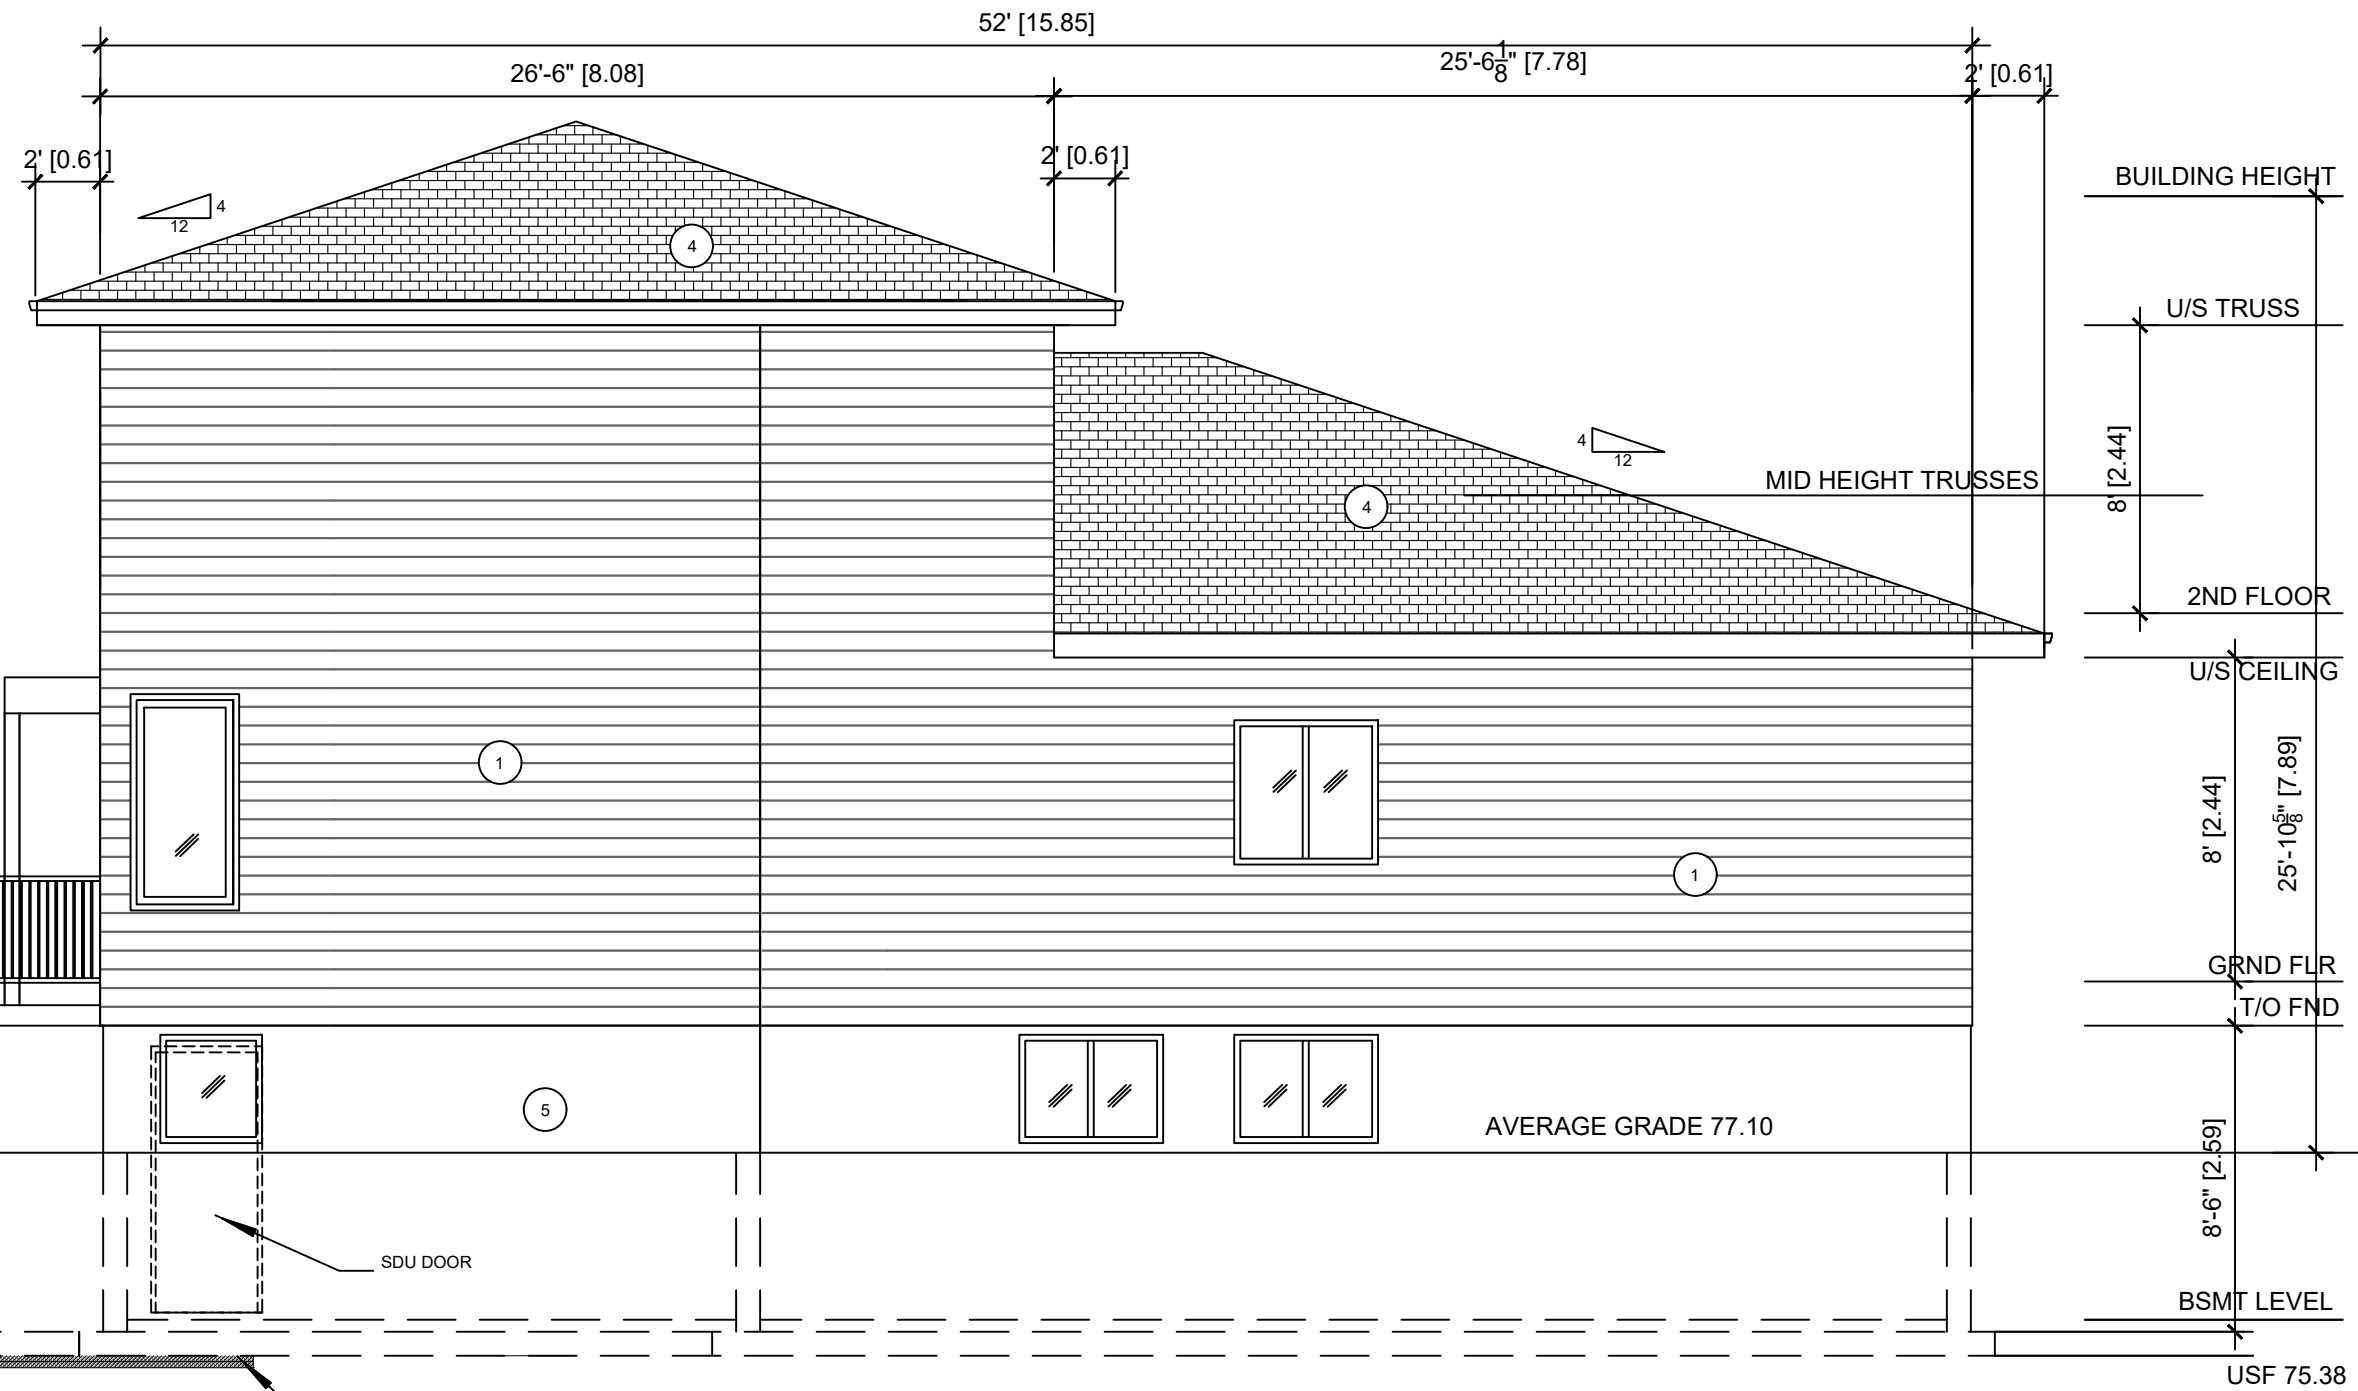 52' [15.85]
26'-6" [8.08]
25'-6 1/8" [7.78]
2' [0.61]
2' [0.61]
2' [0.61]
BUILDING HEIGHT
4
12
4
U/S TRUSS
4
12
MID HEIGHT TRUSSES
8' [2.44]
4
2ND FLOOR
U/S CEILING
1
8' [2.44]
25'-10 5/8" [7.89]
1
GRND FLR
T/O FND
5
AVERAGE GRADE 77.10
8'-6" [2.59]
SDU DOOR
BSMT LEVEL
USF 75.38